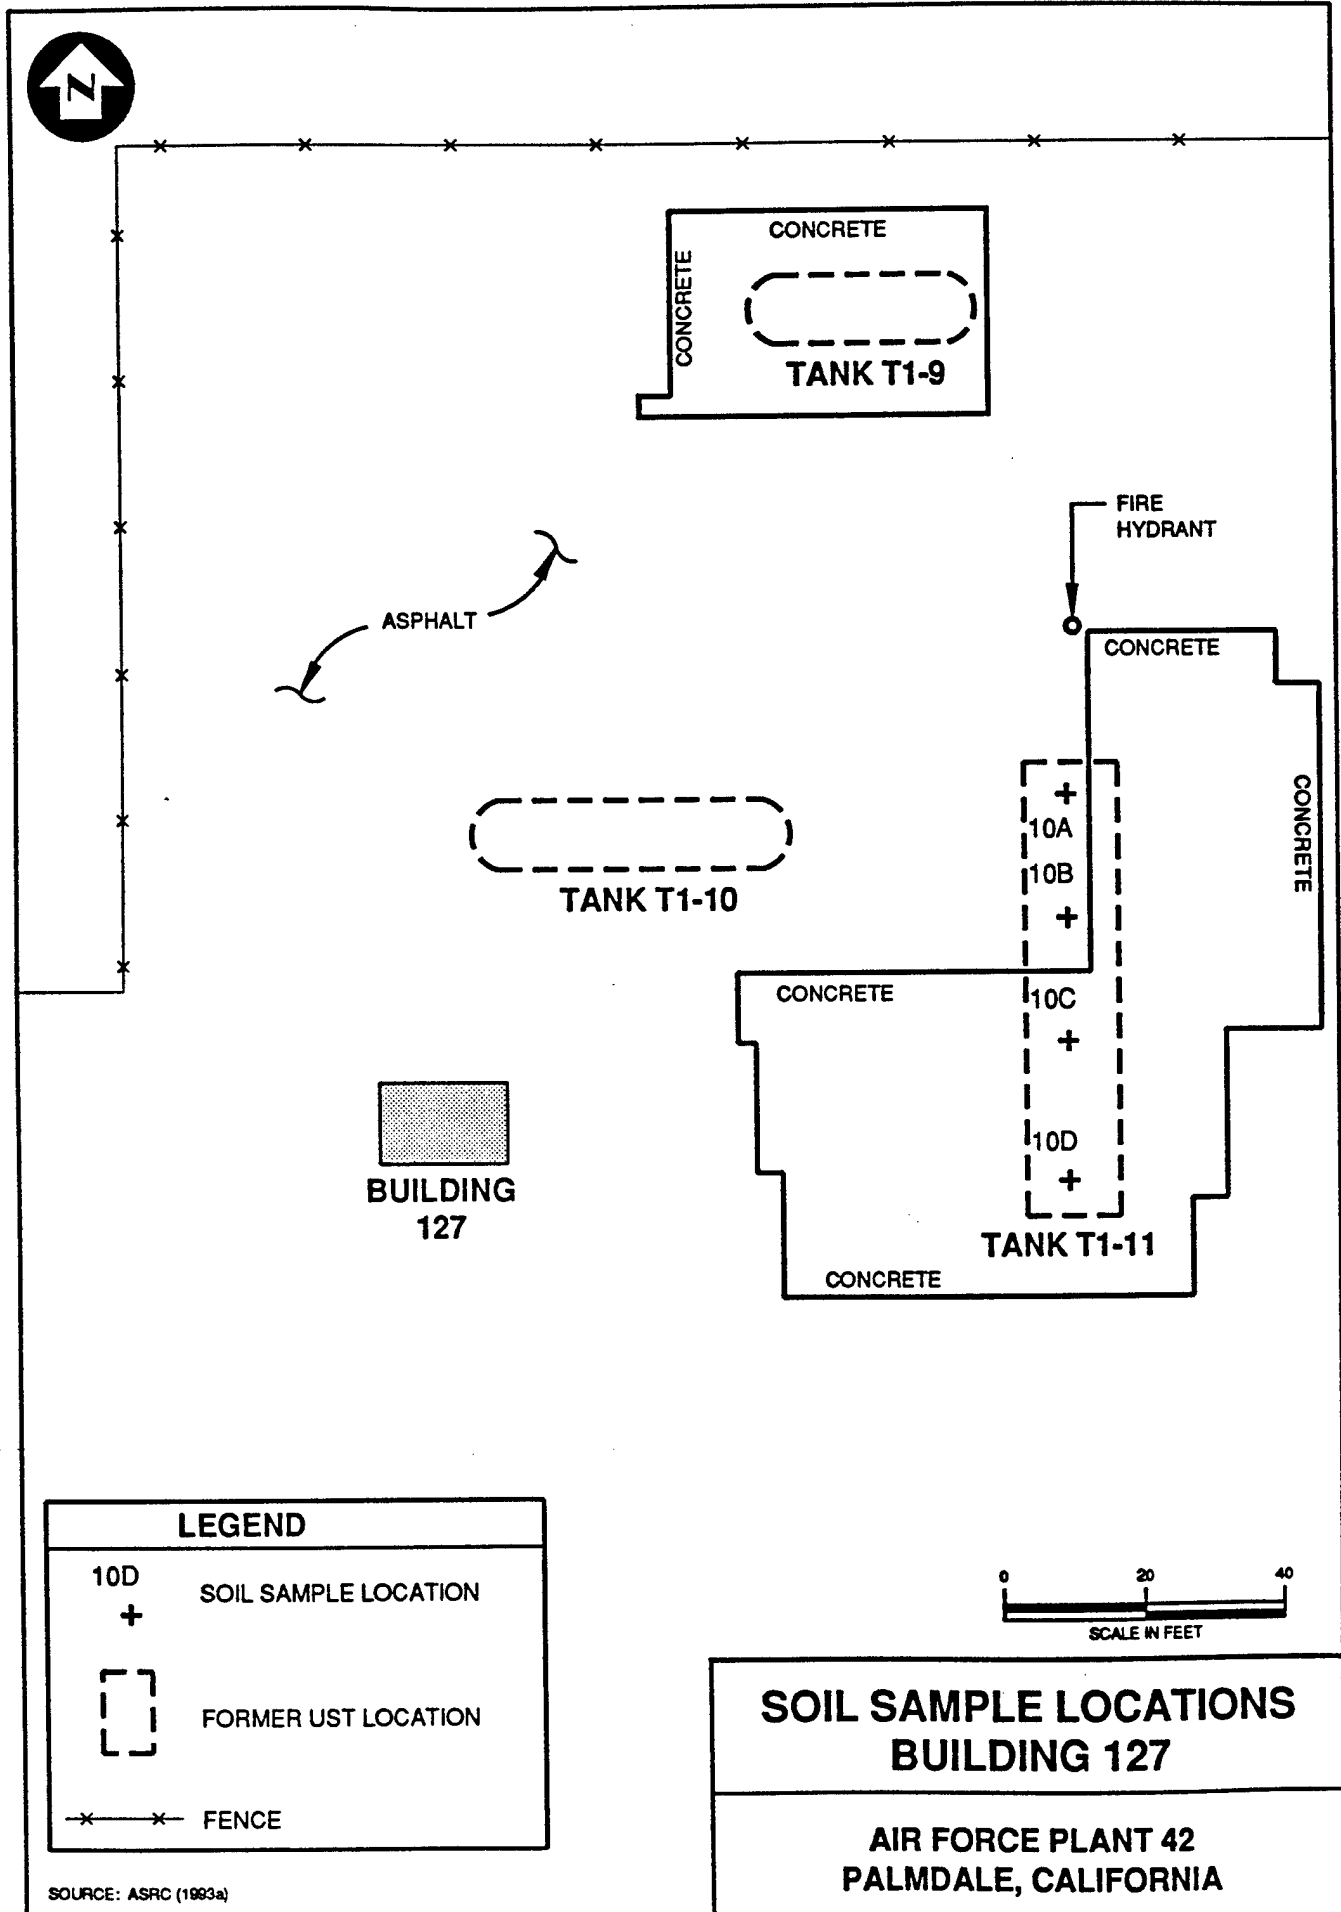 N
CONCRETE
CONCRETE
TANK T1-9
FIRE
HYDRANT
ASPHALT
CONCRETE
CONCRETE
10A
10B
TANK T1-10
CONCRETE
10C
10D
BUILDING
127
TANK T1-11
CONCRETE
LEGEND
10D
SOIL SAMPLE LOCATION
FORMER UST LOCATION
FENCE
SOURCE: ASRC (1993a)
0 20 40
SCALE IN FEET
SOIL SAMPLE LOCATIONS
BUILDING 127
AIR FORCE PLANT 42
PALMDALE, CALIFORNIA